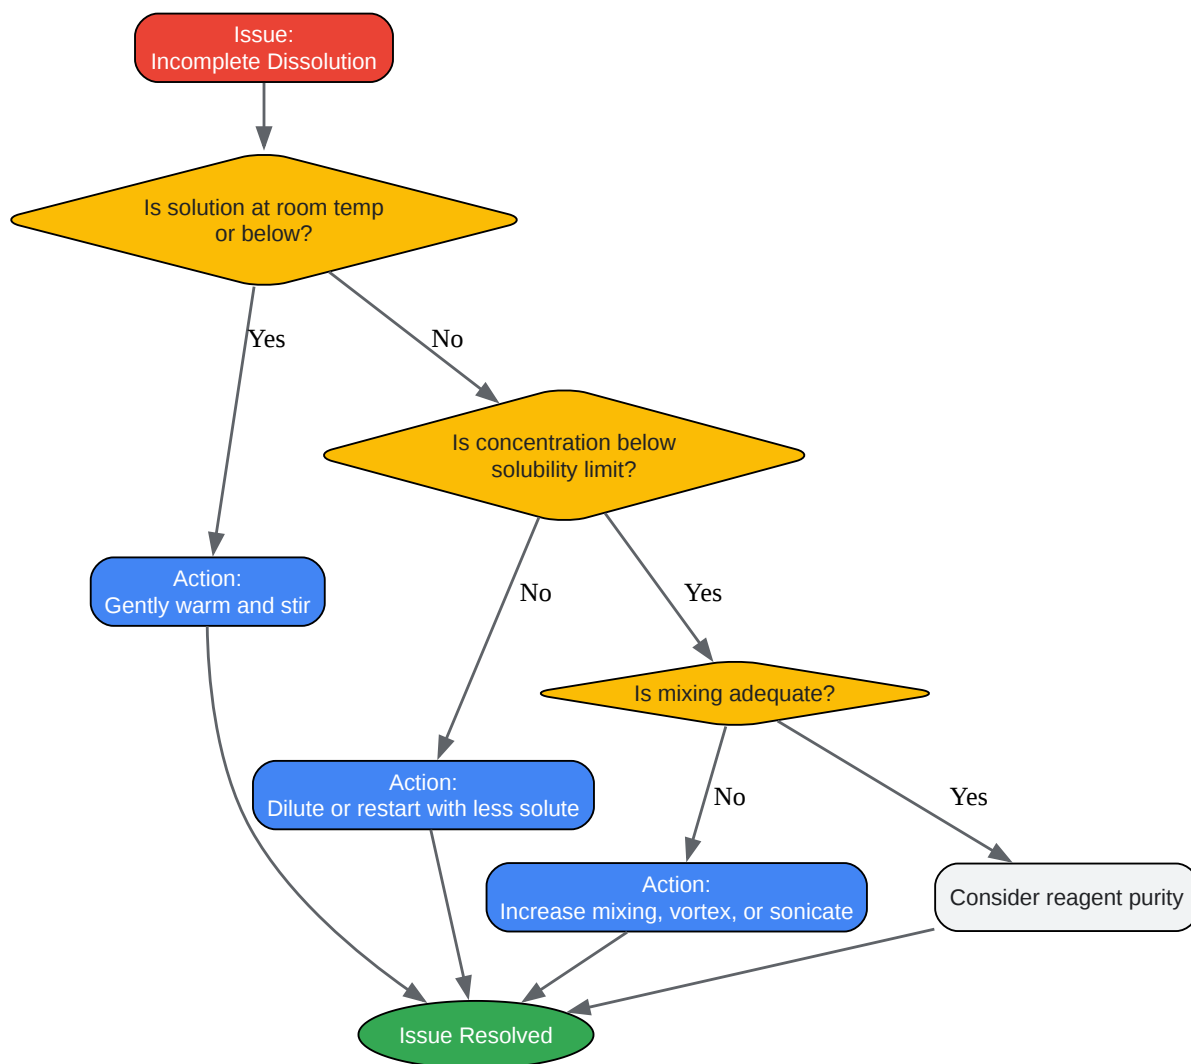 Issue:
Incomplete Dissolution
Is solution at room temp
or below?
Yes
No
Is concentration below
solubility limit?
Action:
Gently warm and stir
No
Yes
Is mixing adequate?
Action:
Dilute or restart with less solute
No
Yes
Action:
Increase mixing, vortex, or sonicate
Consider reagent purity
Issue Resolved